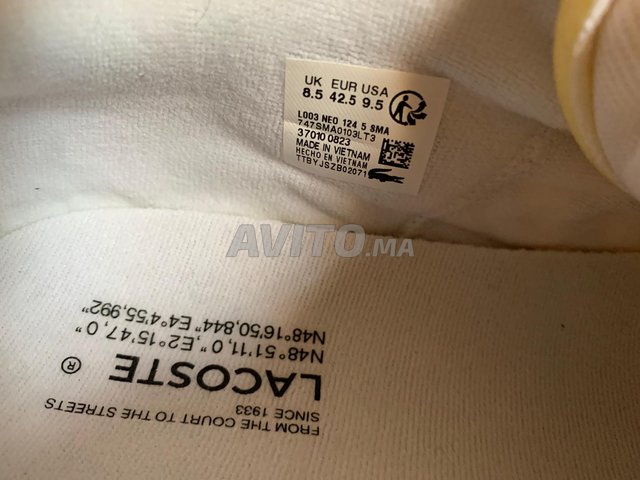 UK EUR USA
8.5 42.5 9.5
L003 NEO 124 5 SMA
747SMA0103LT3
37010 0823
MADE IN VIETNAM
HECHO EN VIETNAM
TTBYJSZB02071
AVITO.MA
FROM THE COURT TO THE STREETS
SINCE 1933
LACOSTE ®
N48°51'11,0",E2°15'47,0"
N48°16'50,844" E4°4'55,992"